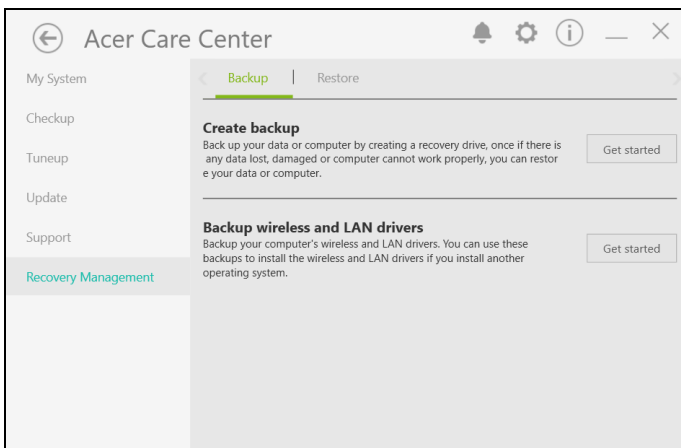 Acer Care Center
My System
Checkup
Tuneup
Update
Support
Recovery Management
Backup
Restore
Create backup
Back up your data or computer by creating a recovery drive, once if there is
any data lost, damaged or computer cannot work properly, you can restor
e your data or computer.
Get started
Backup wireless and LAN drivers
Backup your computer's wireless and LAN drivers. You can use these
backups to install the wireless and LAN drivers if you install another
operating system.
Get started